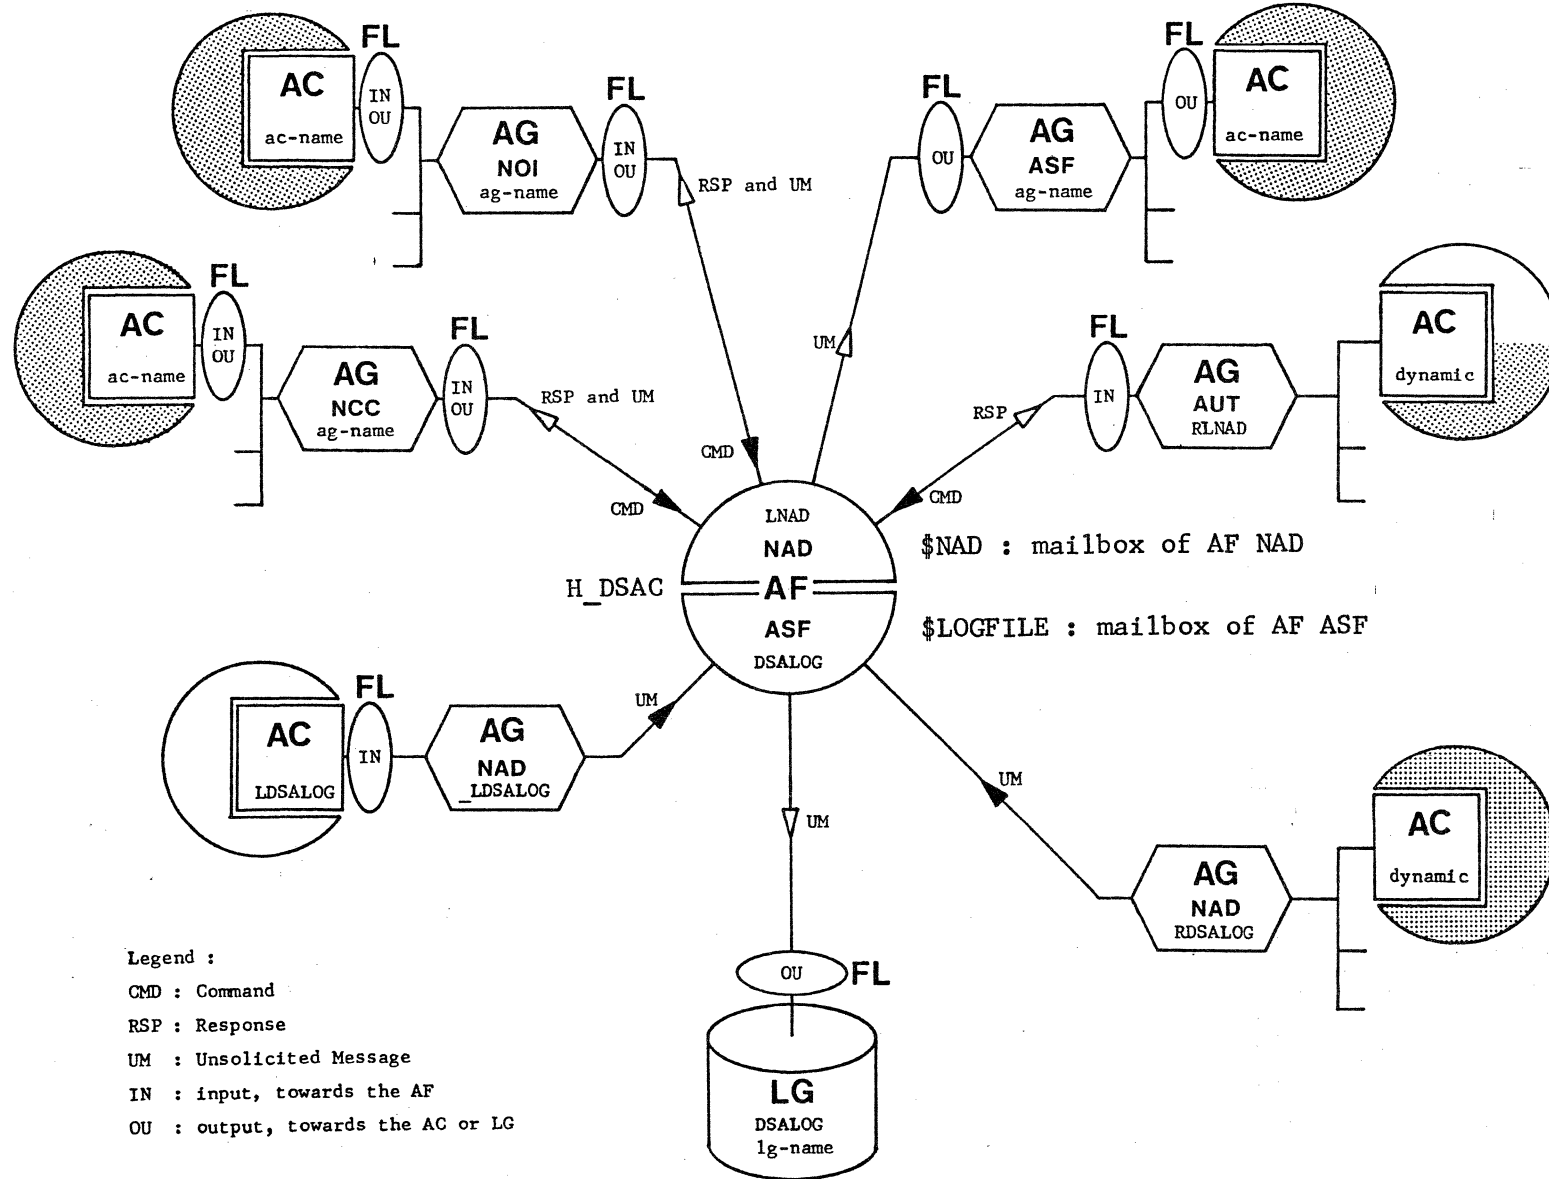 FL
AC
IN
OU
ac-name
FL
AG
NOI
ag-name
IN
OU
RSP and UM
FL
OU
AG
ASF
ag-name
FL
OU
AC
ac-name
FL
AC
IN
OU
ac-name
FL
AG
NCC
ag-name
IN
OU
RSP and UM
CMD
CMD
UM
FL
IN
RSP
CMD
AG
AUT
RLNAD
AC
dynamic
LNAD
NAD
H_DSAC
AF
ASF
DSALOG
$NAD : mailbox of AF NAD
$LOGFILE : mailbox of AF ASF
FL
AC
LDSALOG
IN
AG
NAD
_LDSALOG
UM
UM
UM
AG
NAD
RDSALOG
AC
dynamic
OU
FL
LG
DSALOG
lg-name
Legend :
CMD : Command
RSP : Response
UM : Unsolicited Message
IN : input, towards the AF
OU : output, towards the AC or LG